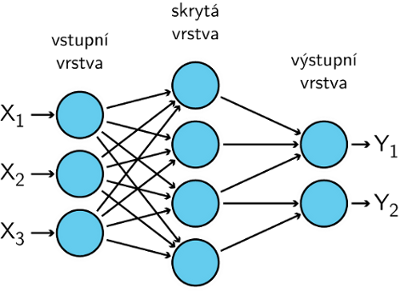 vstupní
vrstva
skrytá
vrstva
výstupní
vrstva
X1
X2
X3
Y1
Y2